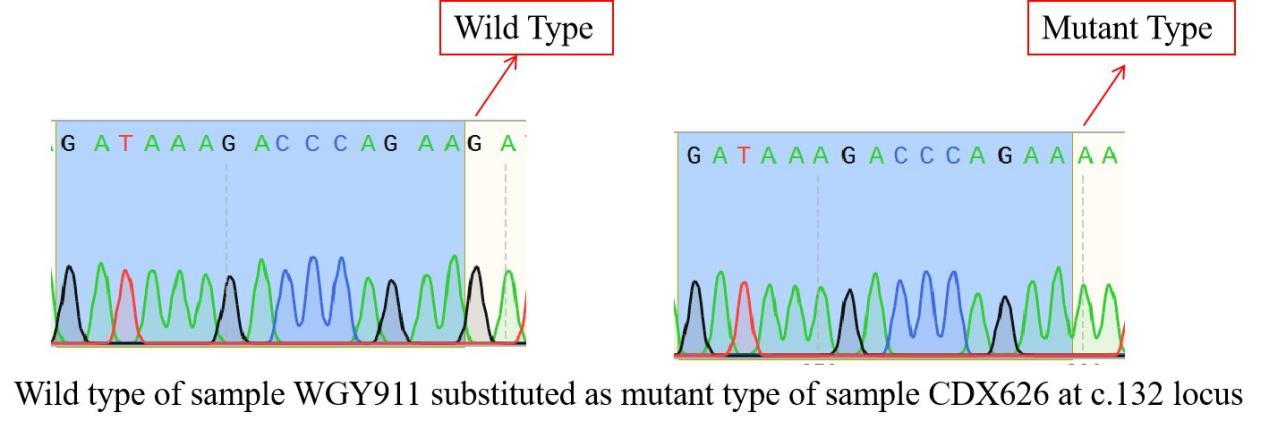 Wild Type
Mutant Type
G A T A A A G A C C C A G A A G A
G A T A A A G A C C C A G A A A A
Wild type of sample WGY911 substituted as mutant type of sample CDX626 at c.132 locus